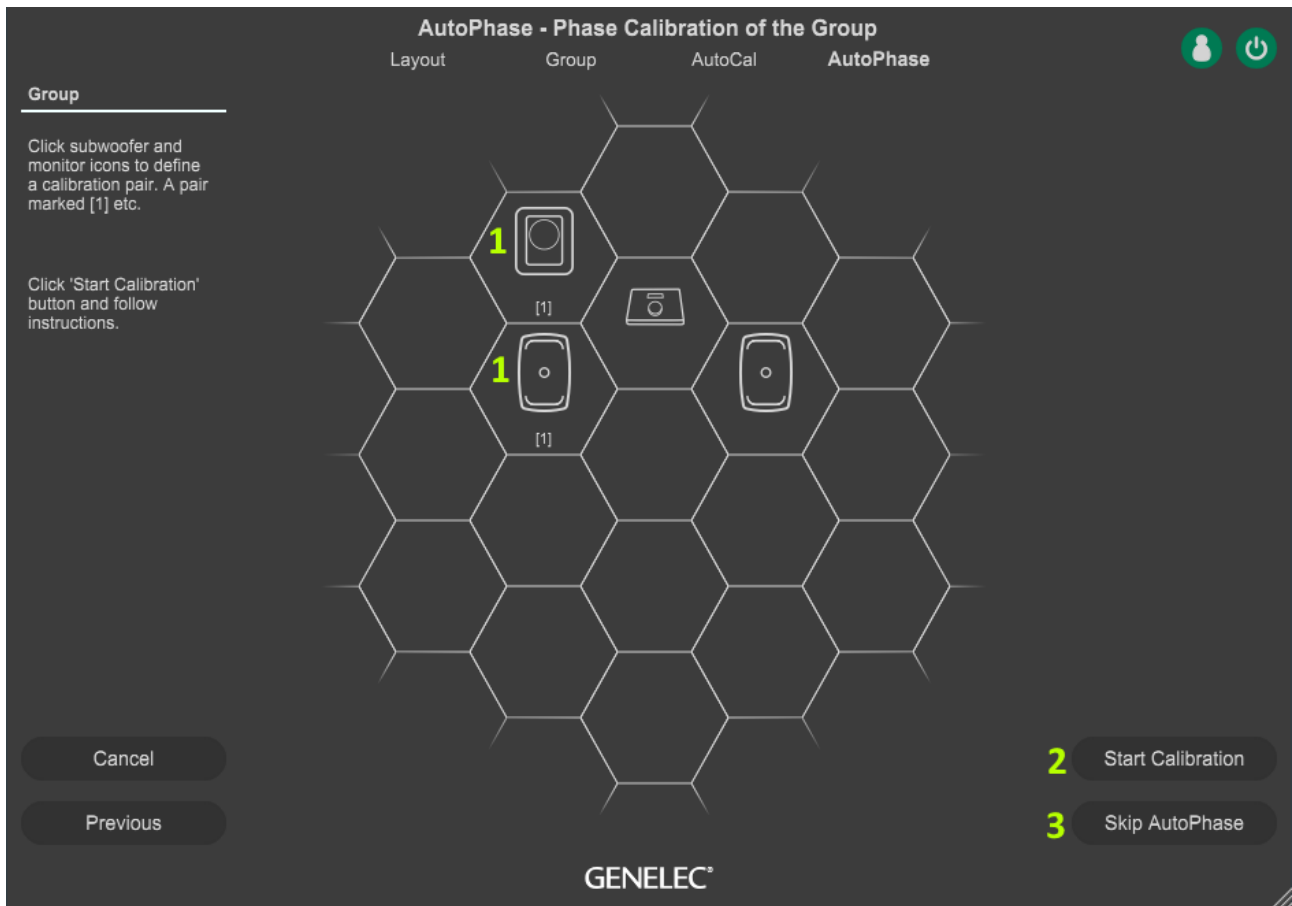 AutoPhase - Phase Calibration of the Group
Layout Group AutoCal AutoPhase
Group
Click subwoofer and
monitor icons to define
a calibration pair. A pair
marked [1] etc.
Click 'Start Calibration'
button and follow
instructions.
1
[1]
1
[1]
Cancel
2 Start Calibration
Previous
3 Skip AutoPhase
GENELEC®